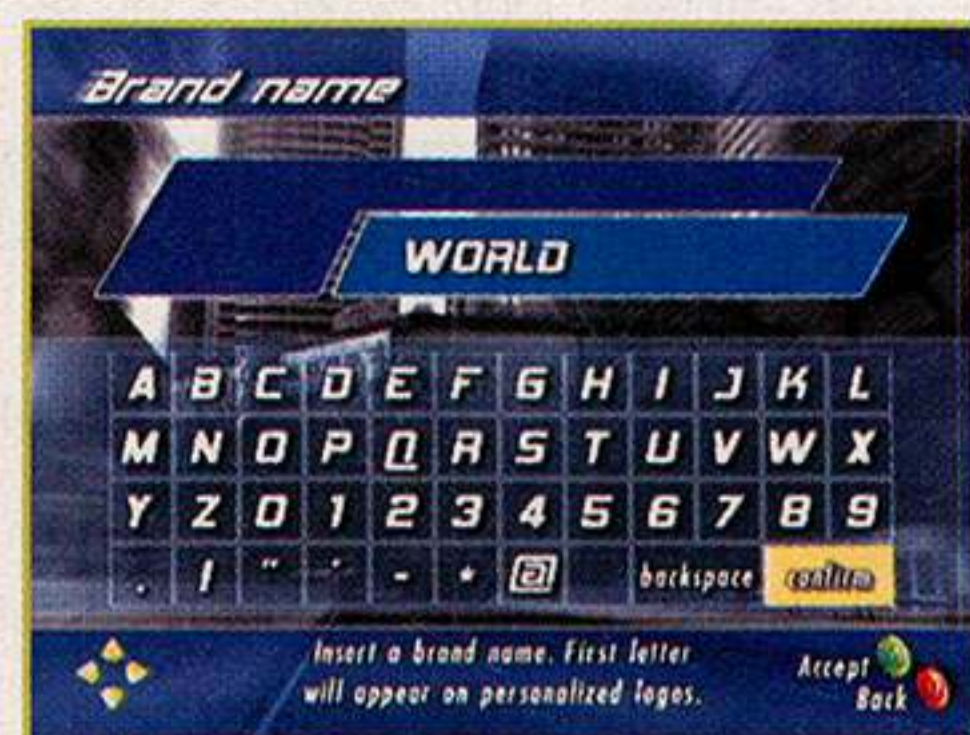 Brand name
WORLD
A B C D E F G H I J K L
M N O P Q R S T U V W X
Y Z 0 1 2 3 4 5 6 7 8 9
. ! " ' - * @ backspace confirm
Insert a brand name. First letter
will appear on personalized logos.
Accept
Back